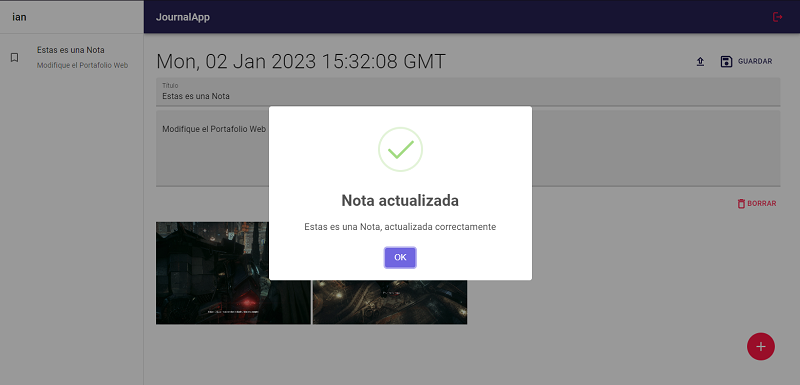 ian
JournalApp
Estas es una Nota
Modifique el Portafolio Web
Mon, 02 Jan 2023 15:32:08 GMT
GUARDAR
Título
Estas es una Nota
Modifique el Portafolio Web
Nota actualizada
Estas es una Nota, actualizada correctamente
OK
BORRAR